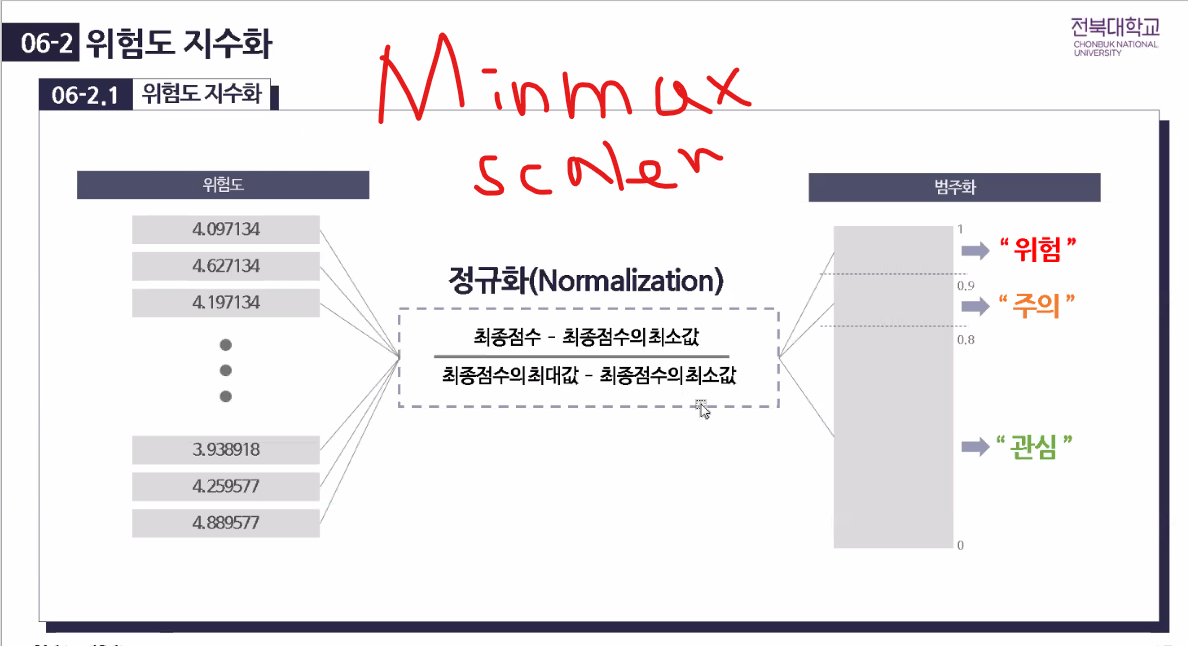 06-2 위험도 지수화
전북대학교
CHONBUK NATIONAL
UNIVERSITY
06-2.1 위험도 지수화
Minmax
scaler
위험도
4.097134
4.627134
4.197134
3.938918
4.259577
4.889577
정규화(Normalization)
최종점수 - 최종점수의 최소값
최종점수의 최대값 - 최종점수의 최소값
범주화
1
“ 위험 ”
0.9
“ 주의 ”
0.8
“ 관심 ”
0